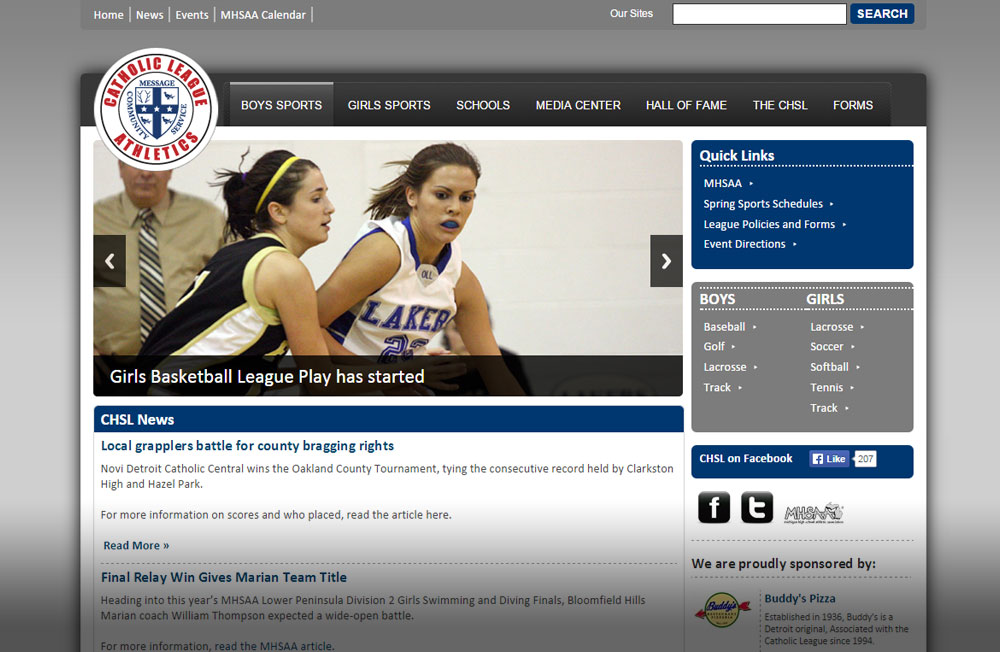 Home | News | Events | MHSAA Calendar |
Our Sites
SEARCH
CATHOLIC LEAGUE
ATHLETICS
MESSAGE
COMMUNITY
SERVICE
BOYS SPORTS
GIRLS SPORTS
SCHOOLS
MEDIA CENTER
HALL OF FAME
THE CHSL
FORMS
OLL
LAKER
23
Girls Basketball League Play has started
CHSL News
Local grapplers battle for county bragging rights
Novi Detroit Catholic Central wins the Oakland County Tournament, tying the consecutive record held by Clarkston
High and Hazel Park.
For more information on scores and who placed, read the article here.
Read More »
Final Relay Win Gives Marian Team Title
Heading into this year's MHSAA Lower Peninsula Division 2 Girls Swimming and Diving Finals, Bloomfield Hills
Marian coach William Thompson expected a wide-open battle.
For more information, read the MHSAA article.
Quick Links
MHSAA
Spring Sports Schedules
League Policies and Forms
Event Directions
BOYS
Baseball
Golf
Lacrosse
Track
GIRLS
Lacrosse
Soccer
Softball
Tennis
Track
CHSL on Facebook
f Like
207
f
t
MHSAA
We are proudly sponsored by:
Buddy's
Buddy's Pizza
Established in 1936, Buddy's is a
Detroit original, Associated with the
Catholic League since 1994.